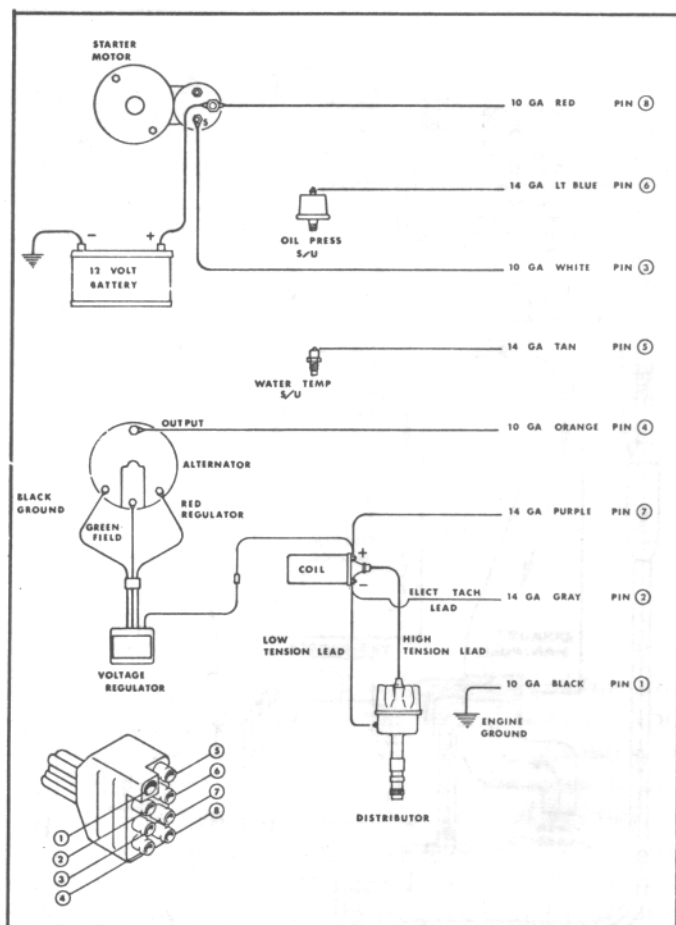 STARTER
MOTOR
S
10 GA RED PIN 8
14 GA LT BLUE PIN 6
OIL PRESS
S/U
- +
12 VOLT
BATTERY
10 GA WHITE PIN 3
14 GA TAN PIN 5
WATER TEMP
S/U
OUTPUT
10 GA ORANGE PIN 4
ALTERNATOR
BLACK
GROUND
RED
REGULATOR
GREEN-
FIELD
14 GA PURPLE PIN 7
+
COIL
-
ELECT TACH
LEAD
14 GA GRAY PIN 2
LOW
TENSION LEAD
HIGH
TENSION LEAD
VOLTAGE
REGULATOR
10 GA BLACK PIN 1
ENGINE
GROUND
DISTRIBUTOR
5
6
7
8
1
2
3
4